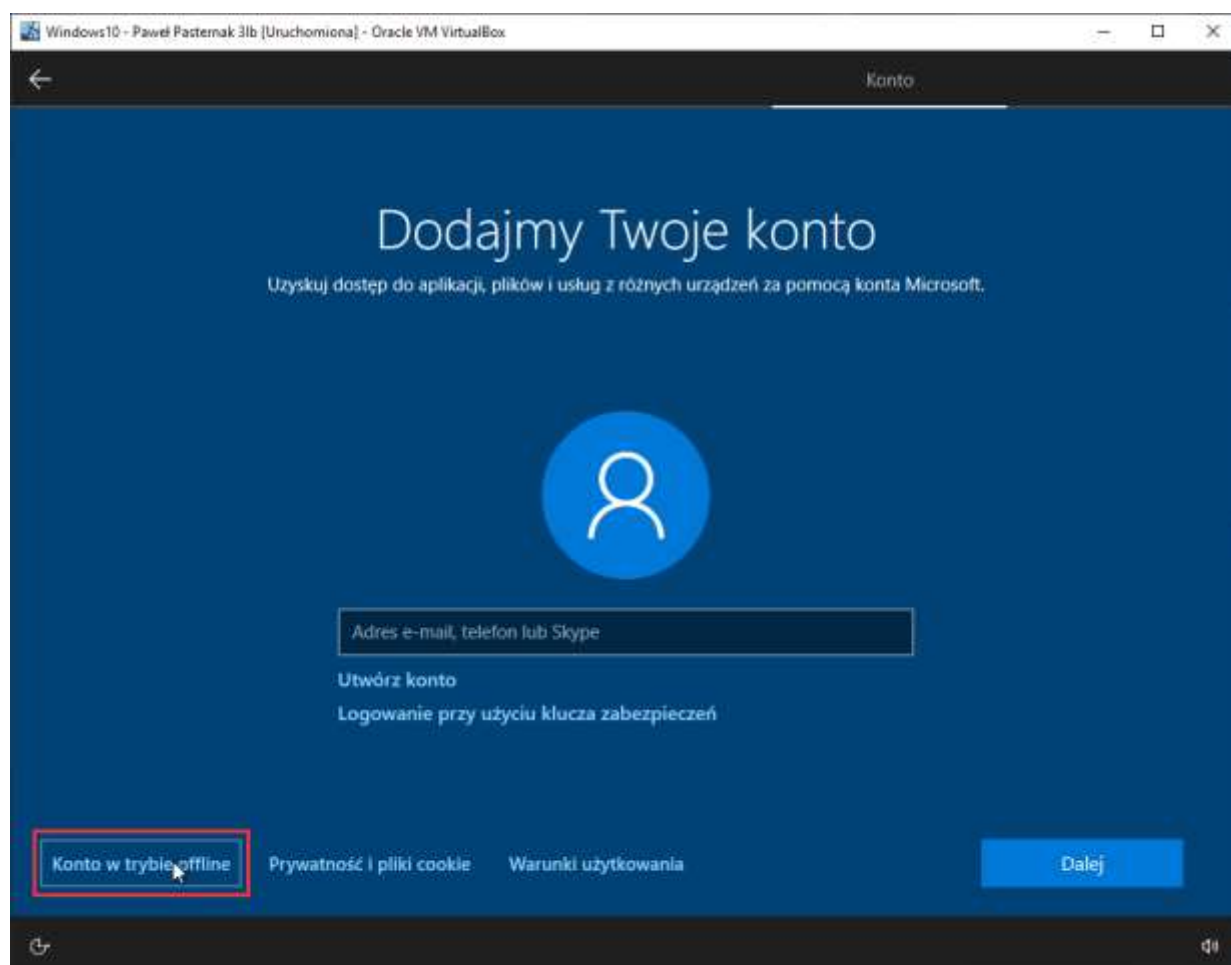 Windows10 - Paweł Pasternak 3lb [Uruchomiona] - Oracle VM VirtualBox
Konto
Dodajmy Twoje konto
Uzyskuj dostęp do aplikacji, plików i usług z różnych urządzeń za pomocą konta Microsoft.
Adres e-mail, telefon lub Skype
Utwórz konto
Logowanie przy użyciu klucza zabezpieczeń
Konto w trybie offline Prywatność i pliki cookie Warunki użytkowania Dalej